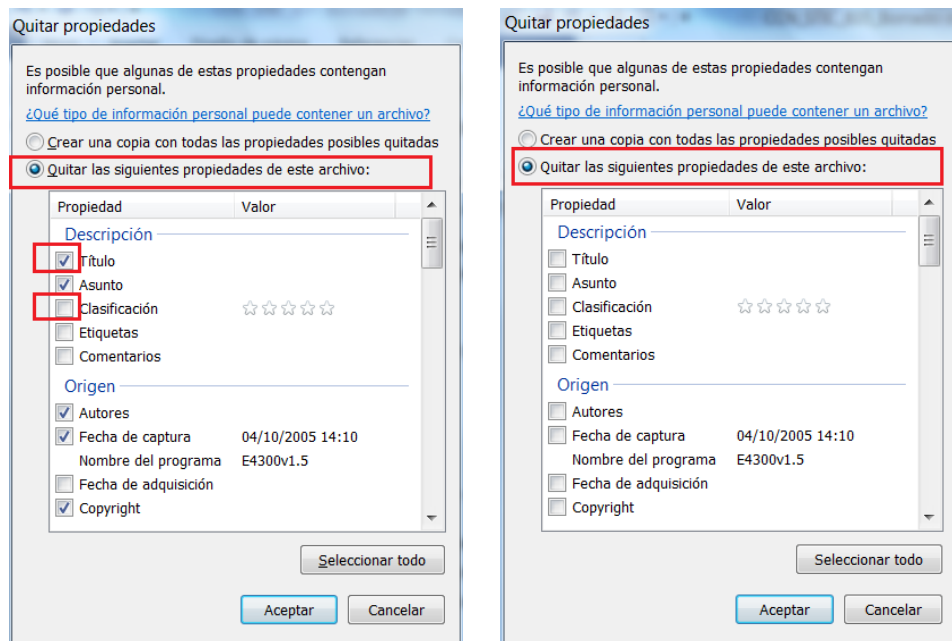 Quitar propiedades
Es posible que algunas de estas propiedades contengan
información personal.
¿Qué tipo de información personal puede contener un archivo?
Crear una copia con todas las propiedades posibles quitadas
Quitar las siguientes propiedades de este archivo:
Propiedad Valor
Descripción
Título
Asunto
Clasificación
Etiquetas
Comentarios
Origen
Autores
Fecha de captura 04/10/2005 14:10
Nombre del programa E4300v1.5
Fecha de adquisición
Copyright
Seleccionar todo
Aceptar Cancelar
Quitar propiedades
Es posible que algunas de estas propiedades contengan
información personal.
¿Qué tipo de información personal puede contener un archivo?
Crear una copia con todas las propiedades posibles quitadas
Quitar las siguientes propiedades de este archivo:
Propiedad Valor
Descripción
Título
Asunto
Clasificación
Etiquetas
Comentarios
Origen
Autores
Fecha de captura 04/10/2005 14:10
Nombre del programa E4300v1.5
Fecha de adquisición
Copyright
Seleccionar todo
Aceptar Cancelar